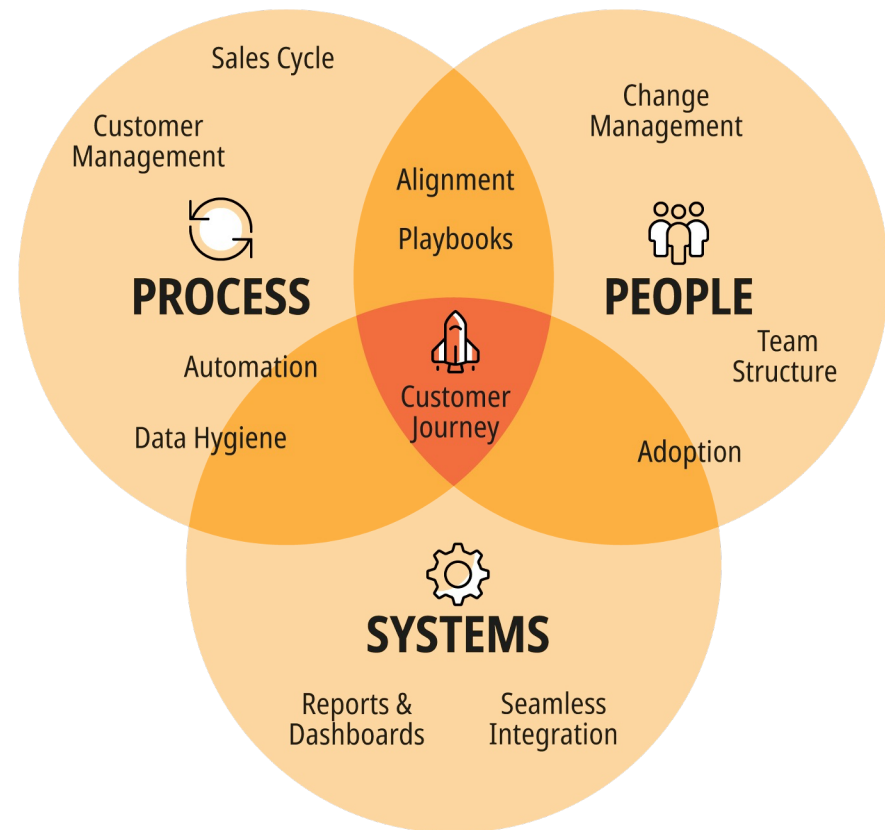 Sales Cycle
Customer
Management
PROCESS
Automation
Data Hygiene
Alignment
Playbooks
Change
Management
PEOPLE
Team
Structure
Adoption
Customer
Journey
SYSTEMS
Reports &
Dashboards
Seamless
Integration